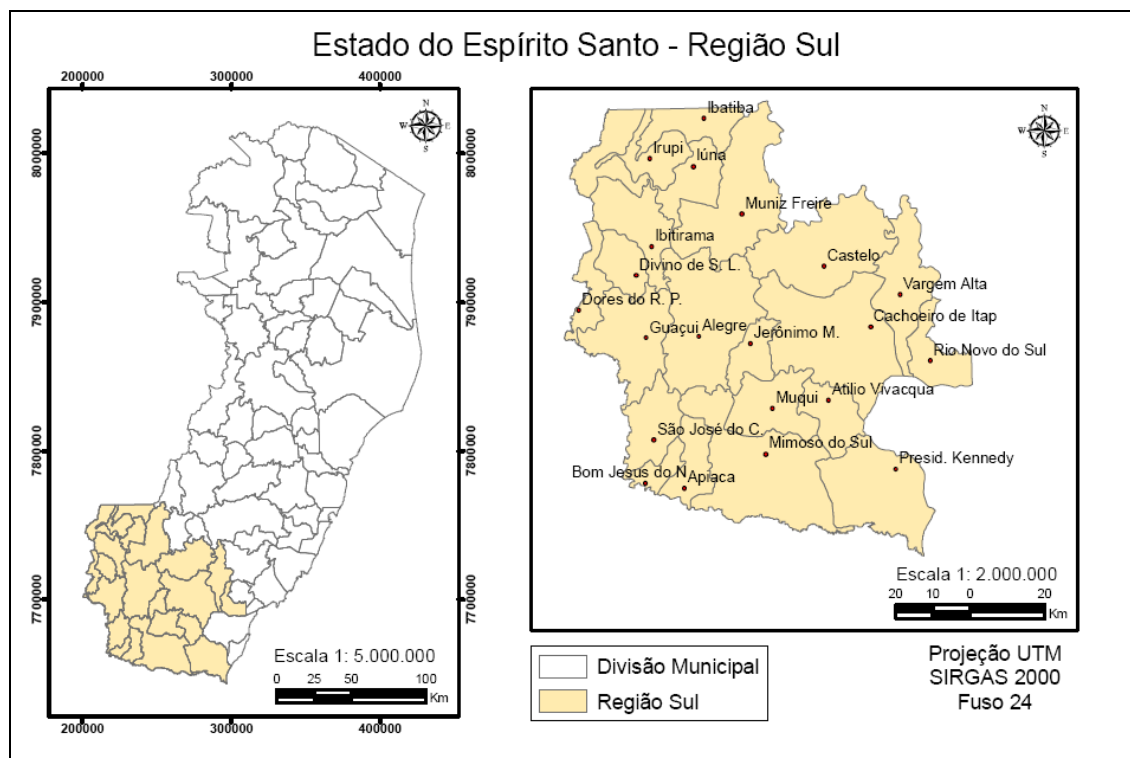 Estado do Espírito Santo - Região Sul
200000 300000 400000
N
W E
S
8000000 8000000
7900000 7900000
7800000 7800000
7700000 7700000
Escala 1: 5.000.000
0 25 50 100
Km
200000 300000 400000
N
W E
S
Ibatiba
Irupi
Iúna
Muniz Freire
Ibitirama
Castelo
Divino de S. L.
Vargem Alta
Dores do R. P.
Cachoeiro de Itap
Guaçui
Alegre
Jerônimo M.
Rio Novo do Sul
Atilio Vivacqua
Muqui
São José do C.
Mimoso do Sul
Presid. Kennedy
Bom Jesus do N.
Apiaca
Escala 1: 2.000.000
20 10 0 20
Km
Divisão Municipal
Região Sul
Projeção UTM
SIRGAS 2000
Fuso 24